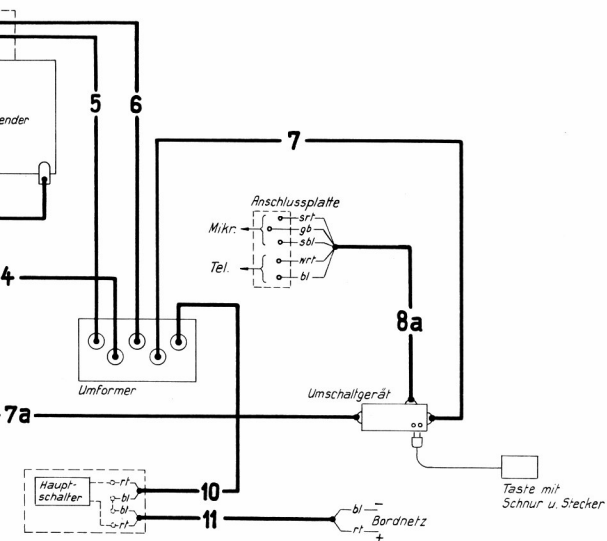 5
6
ender
7
Anschlussplatte
srt
Mikr.
gb
sbl
wrt
Tel.
bl
4
8a
Umformer
Umschaltgerät
7a
Haupt-
schalter
rt
bl
bl
rt
10
11
bl
−
Bordnetz
rt
+
Taste mit
Schnur u. Stecker